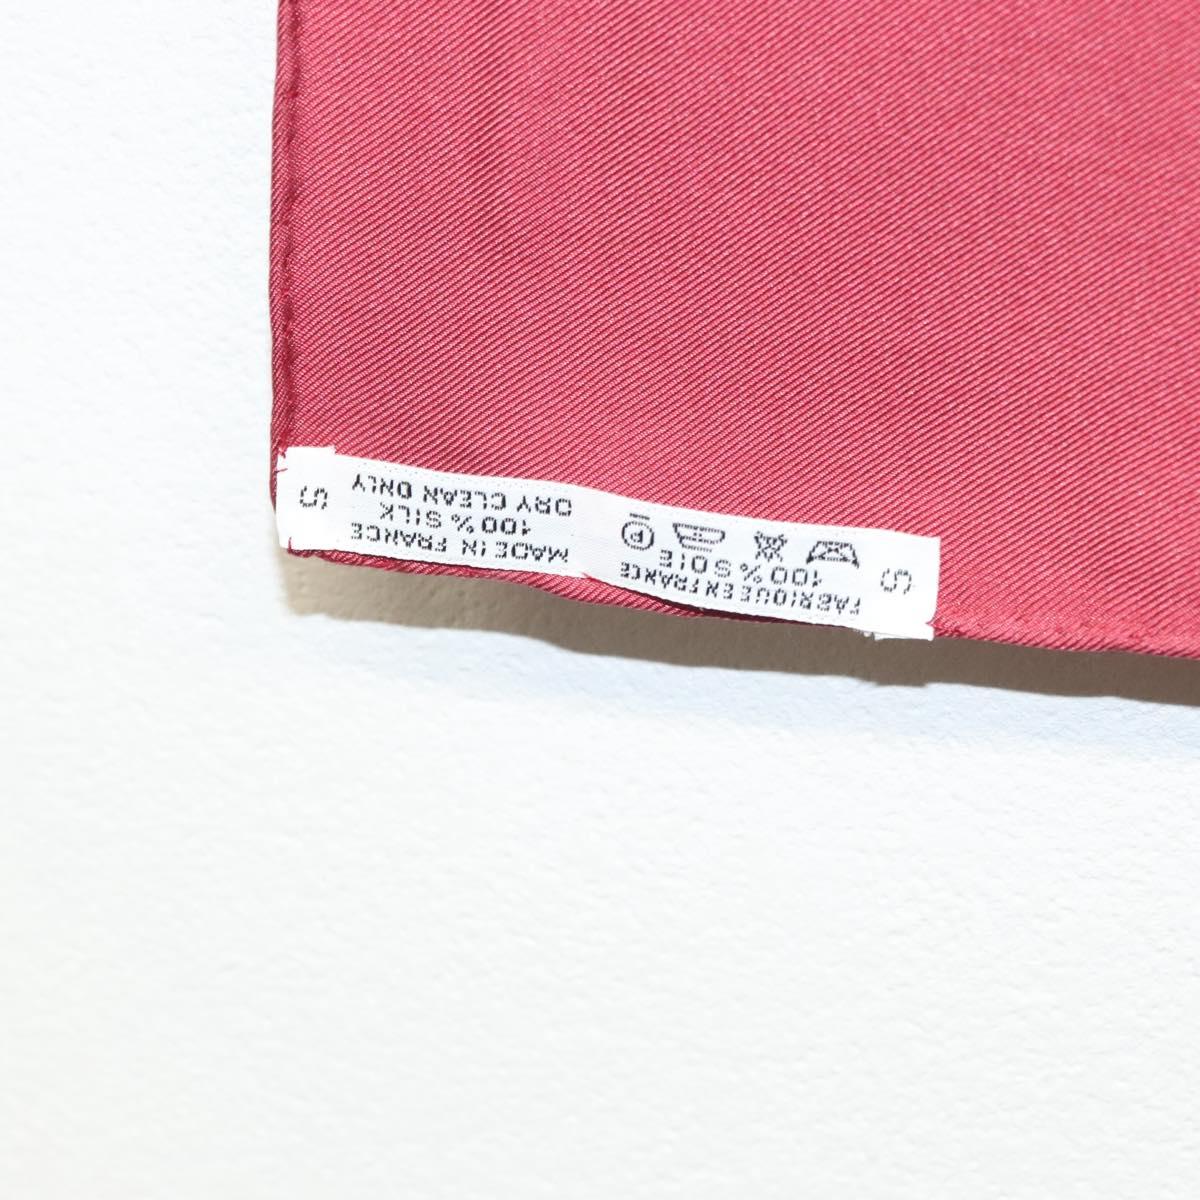 S
FABRIQUE EN FRANCE
100% SOIE
MADE IN FRANCE
100% SILK
DRY CLEAN ONLY
S
P